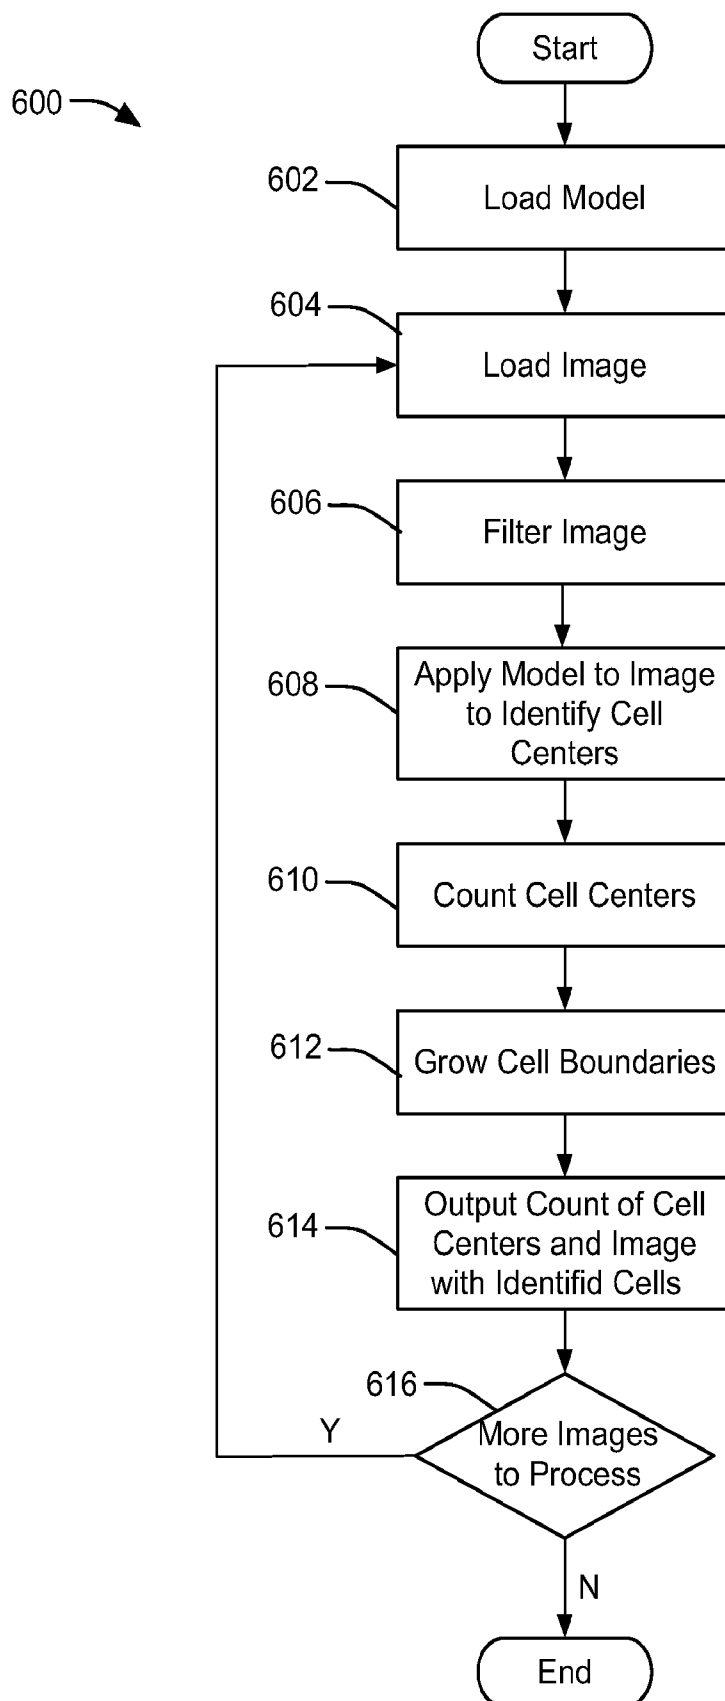 Start
600
602
Load Model
604
Load Image
606
Filter Image
608
Apply Model to Image
to Identify Cell
Centers
610
Count Cell Centers
612
Grow Cell Boundaries
614
Output Count of Cell
Centers and Image
with Identifid Cells
616
More Images
to Process
Y
N
End